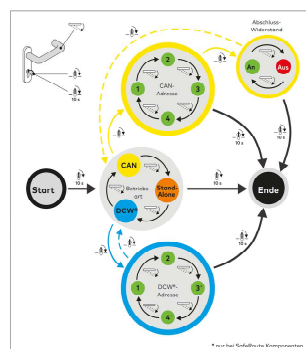 Abschluss-
Widerstand
10 s
CAN-
Adresse
1
2
3
4
An
Aus
10 s
10 s
10 s
Start
10 s
CAN
Betriebs
art
Stand-
Alone
DCW®
10 s
Ende
10 s
DCW®-
Adresse
1
2
3
4
* nur bei SafeRoute Komponenten